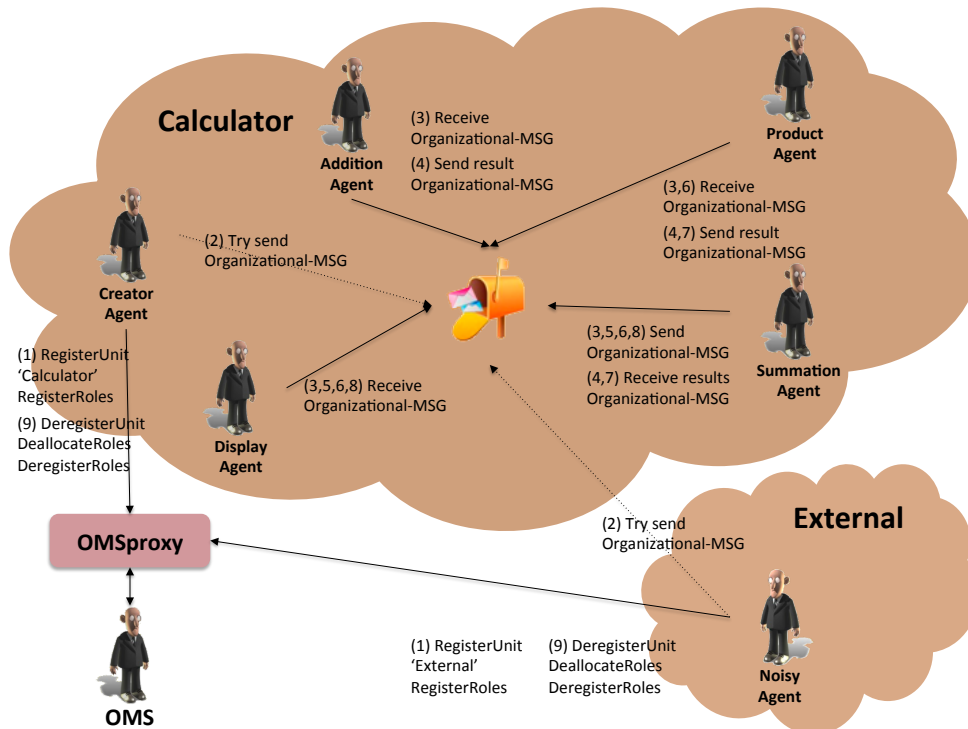 Calculator
Addition
Agent
(3) Receive
Organizational-MSG
(4) Send result
Organizational-MSG
Product
Agent
(3,6) Receive
Organizational-MSG
(4,7) Send result
Organizational-MSG
Creator
Agent
(2) Try send
Organizational-MSG
(1) RegisterUnit
‘Calculator’
RegisterRoles
(9) DeregisterUnit
DeallocateRoles
DeregisterRoles
Display
Agent
(3,5,6,8) Receive
Organizational-MSG
(3,5,6,8) Send
Organizational-MSG
(4,7) Receive results
Organizational-MSG
Summation
Agent
OMSproxy
OMS
External
(2) Try send
Organizational-MSG
(1) RegisterUnit
‘External’
RegisterRoles
(9) DeregisterUnit
DeallocateRoles
DeregisterRoles
Noisy
Agent